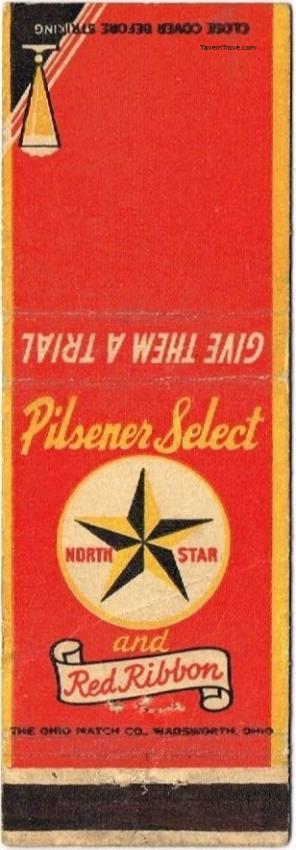 CLOSE COVER BEFORE STRIKING
TavernTrove.com
GIVE THEM A TRIAL
Pilsener Select
NORTH STAR
and
Red Ribbon
THE OHIO MATCH CO., WADSWORTH, OHIO